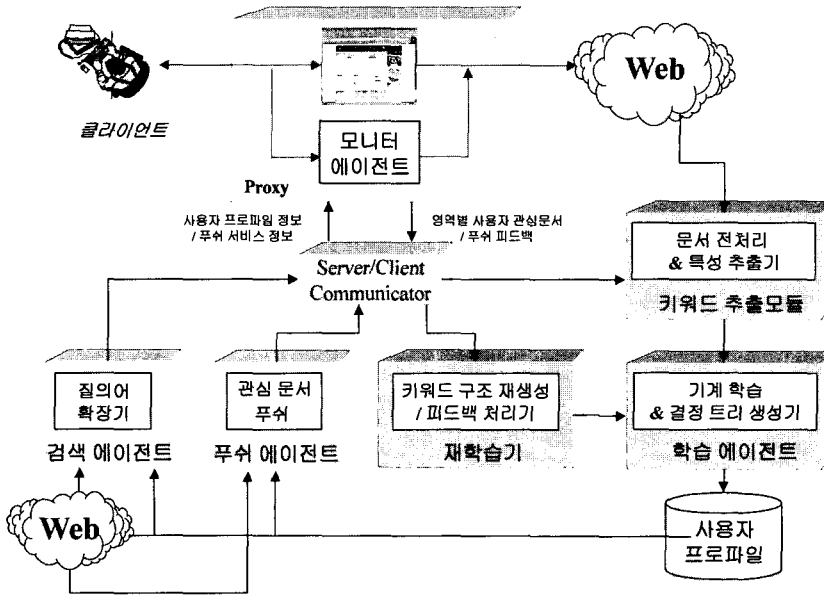 Web
클라이언트
모니터
에이전트
Proxy
사용자 프로파일 정보
/ 푸쉬 서비스 정보
영역별 사용자 관심문서
/ 푸쉬 피드백
문서 전처리
& 특성 추출기
Server/Client
Communicator
키워드 추출모듈
질의어
확장기
관심 문서
푸쉬
키워드 구조 재생성
/ 피드백 처리기
기계 학습
& 결정 트리 생성기
검색 에이전트
푸쉬 에이전트
재학습기
학습 에이전트
Web
사용자
프로파일